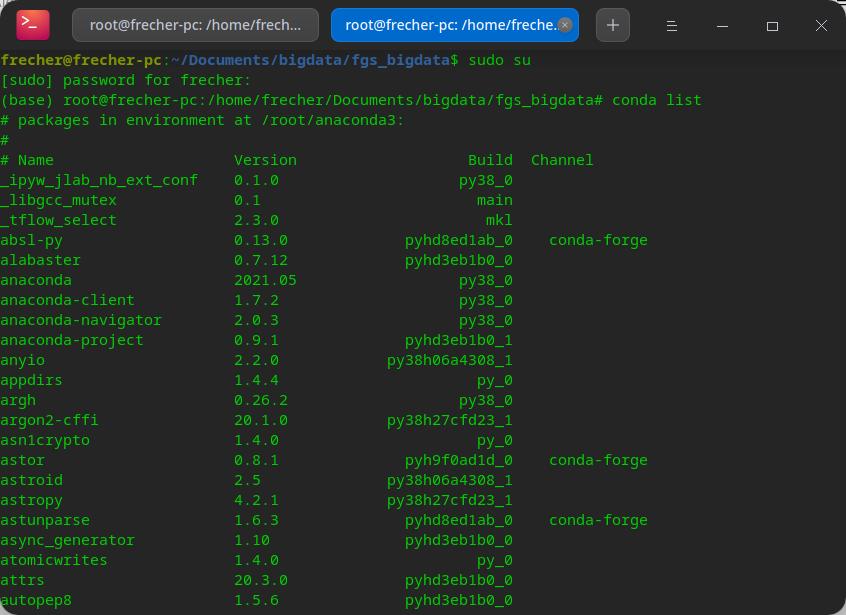 root@frecher-pc: /home/frech...
root@frecher-pc: /home/freche.
frecher@frecher-pc:~/Documents/bigdata/fgs_bigdata$ sudo su
[sudo] password for frecher:
(base) root@frecher-pc:/home/frecher/Documents/bigdata/fgs_bigdata# conda list
# packages in environment at /root/anaconda3:
#
# Name Version Build Channel
_ipyw_jlab_nb_ext_conf 0.1.0 py38_0
_libgcc_mutex 0.1 main
_tflow_select 2.3.0 mkl
absl-py 0.13.0 pyhd8ed1ab_0 conda-forge
alabaster 0.7.12 pyhd3eb1b0_0
anaconda 2021.05 py38_0
anaconda-client 1.7.2 py38_0
anaconda-navigator 2.0.3 py38_0
anaconda-project 0.9.1 pyhd3eb1b0_1
anyio 2.2.0 py38h06a4308_1
appdirs 1.4.4 py_0
argh 0.26.2 py38_0
argon2-cffi 20.1.0 py38h27cfd23_1
asn1crypto 1.4.0 py_0
astor 0.8.1 pyh9f0ad1d_0 conda-forge
astroid 2.5 py38h06a4308_1
astropy 4.2.1 py38h27cfd23_1
astunparse 1.6.3 pyhd8ed1ab_0 conda-forge
async_generator 1.10 pyhd3eb1b0_0
atomicwrites 1.4.0 py_0
attrs 20.3.0 pyhd3eb1b0_0
autopep8 1.5.6 pyhd3eb1b0_0